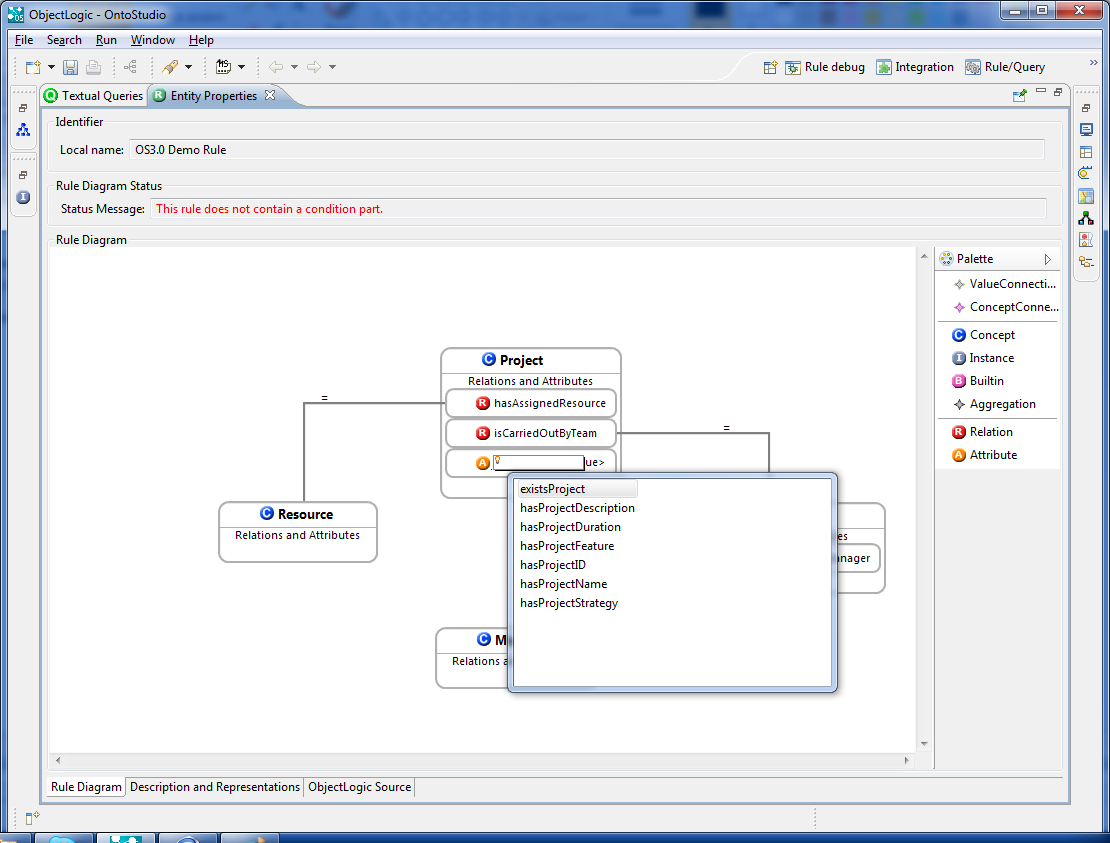 ObjectLogic - OntoStudio
File Search Run Window Help
Rule debug Integration Rule/Query »
Textual Queries Entity Properties
Identifier
Local name: OS3.0 Demo Rule
Rule Diagram Status
Status Message: This rule does not contain a condition part.
Rule Diagram
Palette
ValueConnecti...
ConceptConne...
C Concept
I Instance
B Builtin
Aggregation
R Relation
A Attribute
C Project
Relations and Attributes
R hasAssignedResource
R isCarriedOutByTeam
A ue>
=
=
C Resource
Relations and Attributes
existsProject
hasProjectDescription
hasProjectDuration
hasProjectFeature
hasProjectID
hasProjectName
hasProjectStrategy
es
nager
C M
Relations a
Rule Diagram Description and Representations ObjectLogic Source